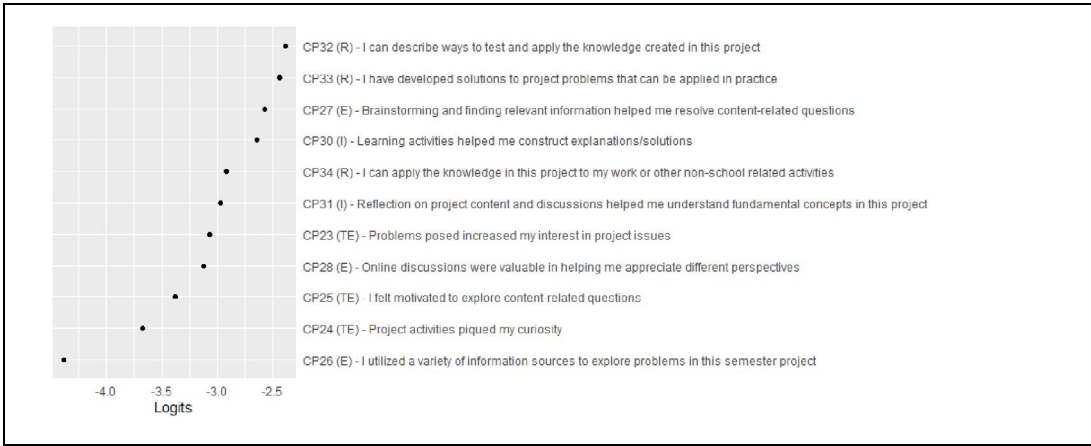 CP32 (R) - I can describe ways to test and apply the knowledge created in this project
CP33 (R) - I have developed solutions to project problems that can be applied in practice
CP27 (E) - Brainstorming and finding relevant information helped me resolve content-related questions
CP30 (I) - Learning activities helped me construct explanations/solutions
CP34 (R) - I can apply the knowledge in this project to my work or other non-school related activities
CP31 (I) - Reflection on project content and discussions helped me understand fundamental concepts in this project
CP23 (TE) - Problems posed increased my interest in project issues
CP28 (E) - Online discussions were valuable in helping me appreciate different perspectives
CP25 (TE) - I felt motivated to explore content related questions
CP24 (TE) - Project activities piqued my curiosity
CP26 (E) - I utilized a variety of information sources to explore problems in this semester project
-4.0 -3.5 -3.0 -2.5
Logits